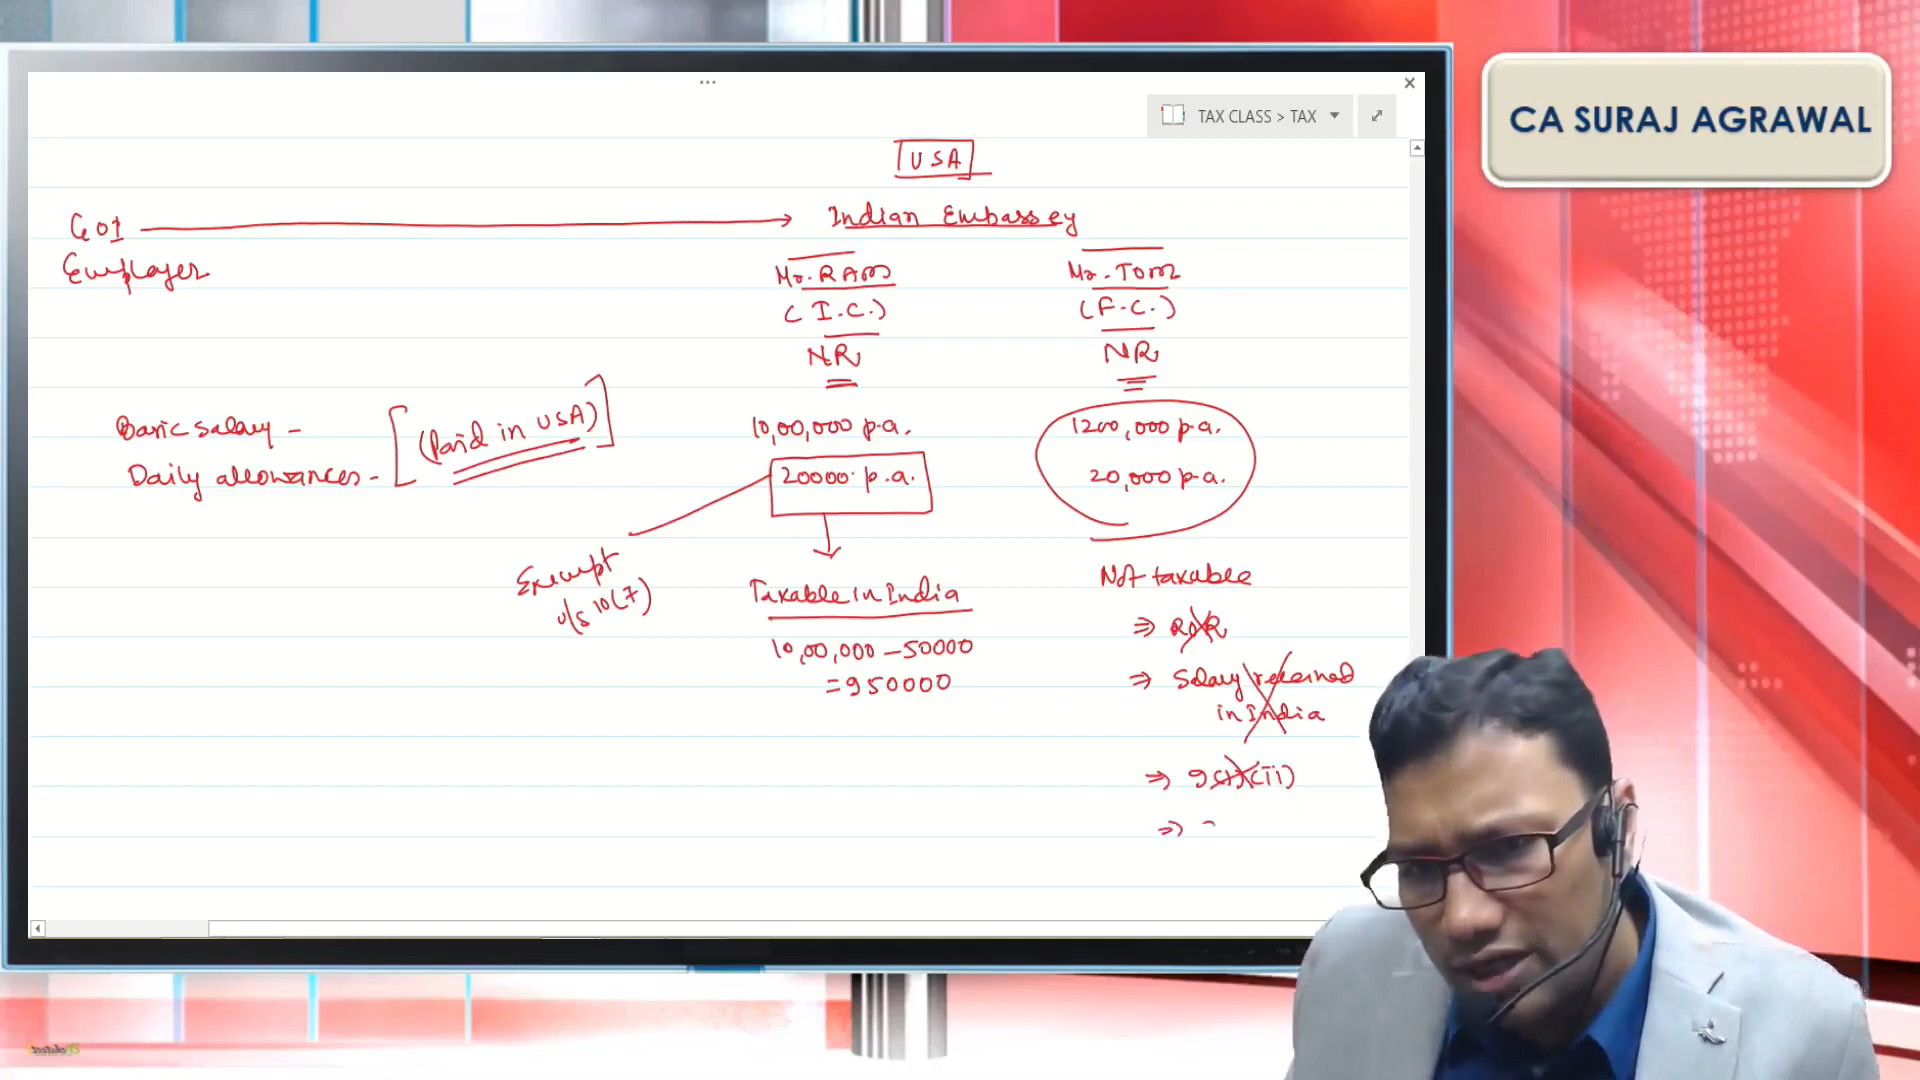 CA SURAJ AGRAWAL
TAX CLASS > TAX
USA
GOI
Indian Embassey
Employer
Mr. RAM
Mr. TOM
(I.C.)
(F.C.)
NR
NR
Basic salary -
(Paid in USA)
10,00,000 p.a.
1200,000 p.a.
Daily allowances -
20000 p.a.
20,000 p.a.
Exempt
u/s 10(7)
Taxable in India
Not taxable
10,00,000 - 50000
= 950000
⇒ ROR
⇒ Salary received
in India
⇒ 9(1)(iii)
⇒